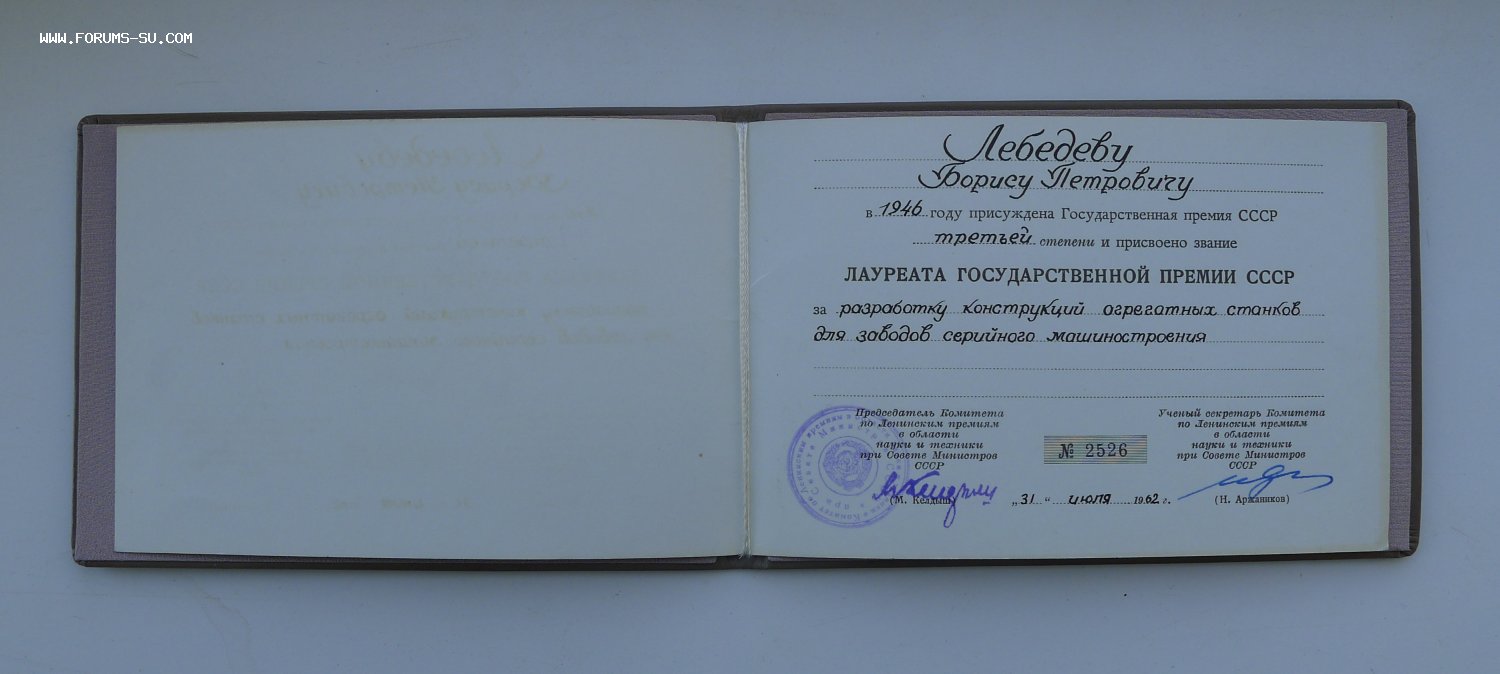 WWW.FORUMS-SU.COM
Лебедеву
Борису Петровичу
в 1946 году присуждена Государственная премия СССР
третьей степени и присвоено звание
ЛАУРЕАТА ГОСУДАРСТВЕННОЙ ПРЕМИИ СССР
за разработку конструкций агрегатных станков
для заводов серийного машиностроения
Председатель Комитета
по Ленинским премиям
в области
науки и техники
при Совете Министров
СССР
(М. Келдыш)
№ 2526
„31“ июля 1962 г.
Ученый секретарь Комитета
по Ленинским премиям
в области
науки и техники
при Совете Министров
СССР
(Н. Аржаников)